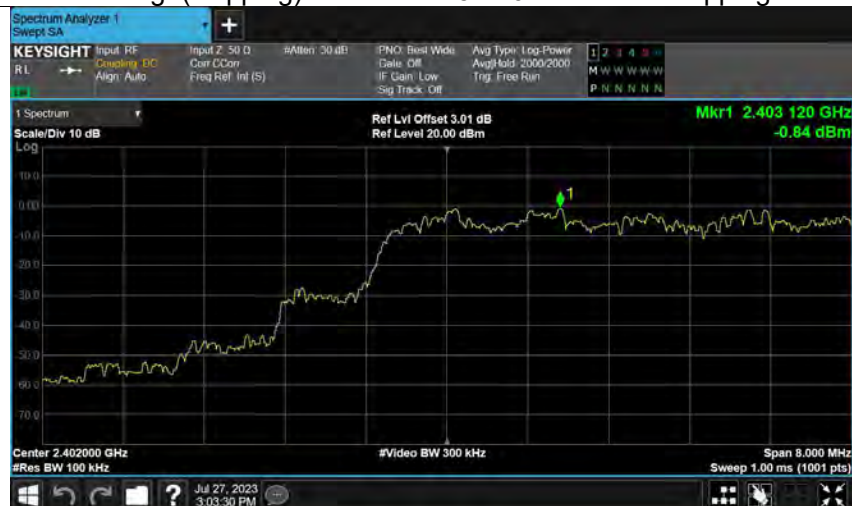 Spectrum Analyzer 1
Swept SA
+
KEYSIGHT Input: RF Input Z: 50 Ω #Atten: 30 dB PNO: Best Wide Avg Type: Log-Power 1 2 3 4 5 6
RL Coupling: DC Corr CCorr Gate: Off Avg|Hold: 2000/2000 M W W W W W
Align: Auto Freq Ref: Int (S) IF Gain: Low Trig: Free Run
Sig Track: Off P N N N N N
1 Spectrum
Ref Lvl Offset 3.01 dB Mkr1 2.403 120 GHz
Scale/Div 10 dB Ref Level 20.00 dBm -0.84 dBm
Log
10.0
0.00
1
-10.0
-20.0
-30.0
-40.0
-50.0
-60.0
-70.0
Center 2.402000 GHz #Video BW 300 kHz Span 8.000 MHz
#Res BW 100 kHz Sweep 1.00 ms (1001 pts)
? Jul 27, 2023
3:03:30 PM